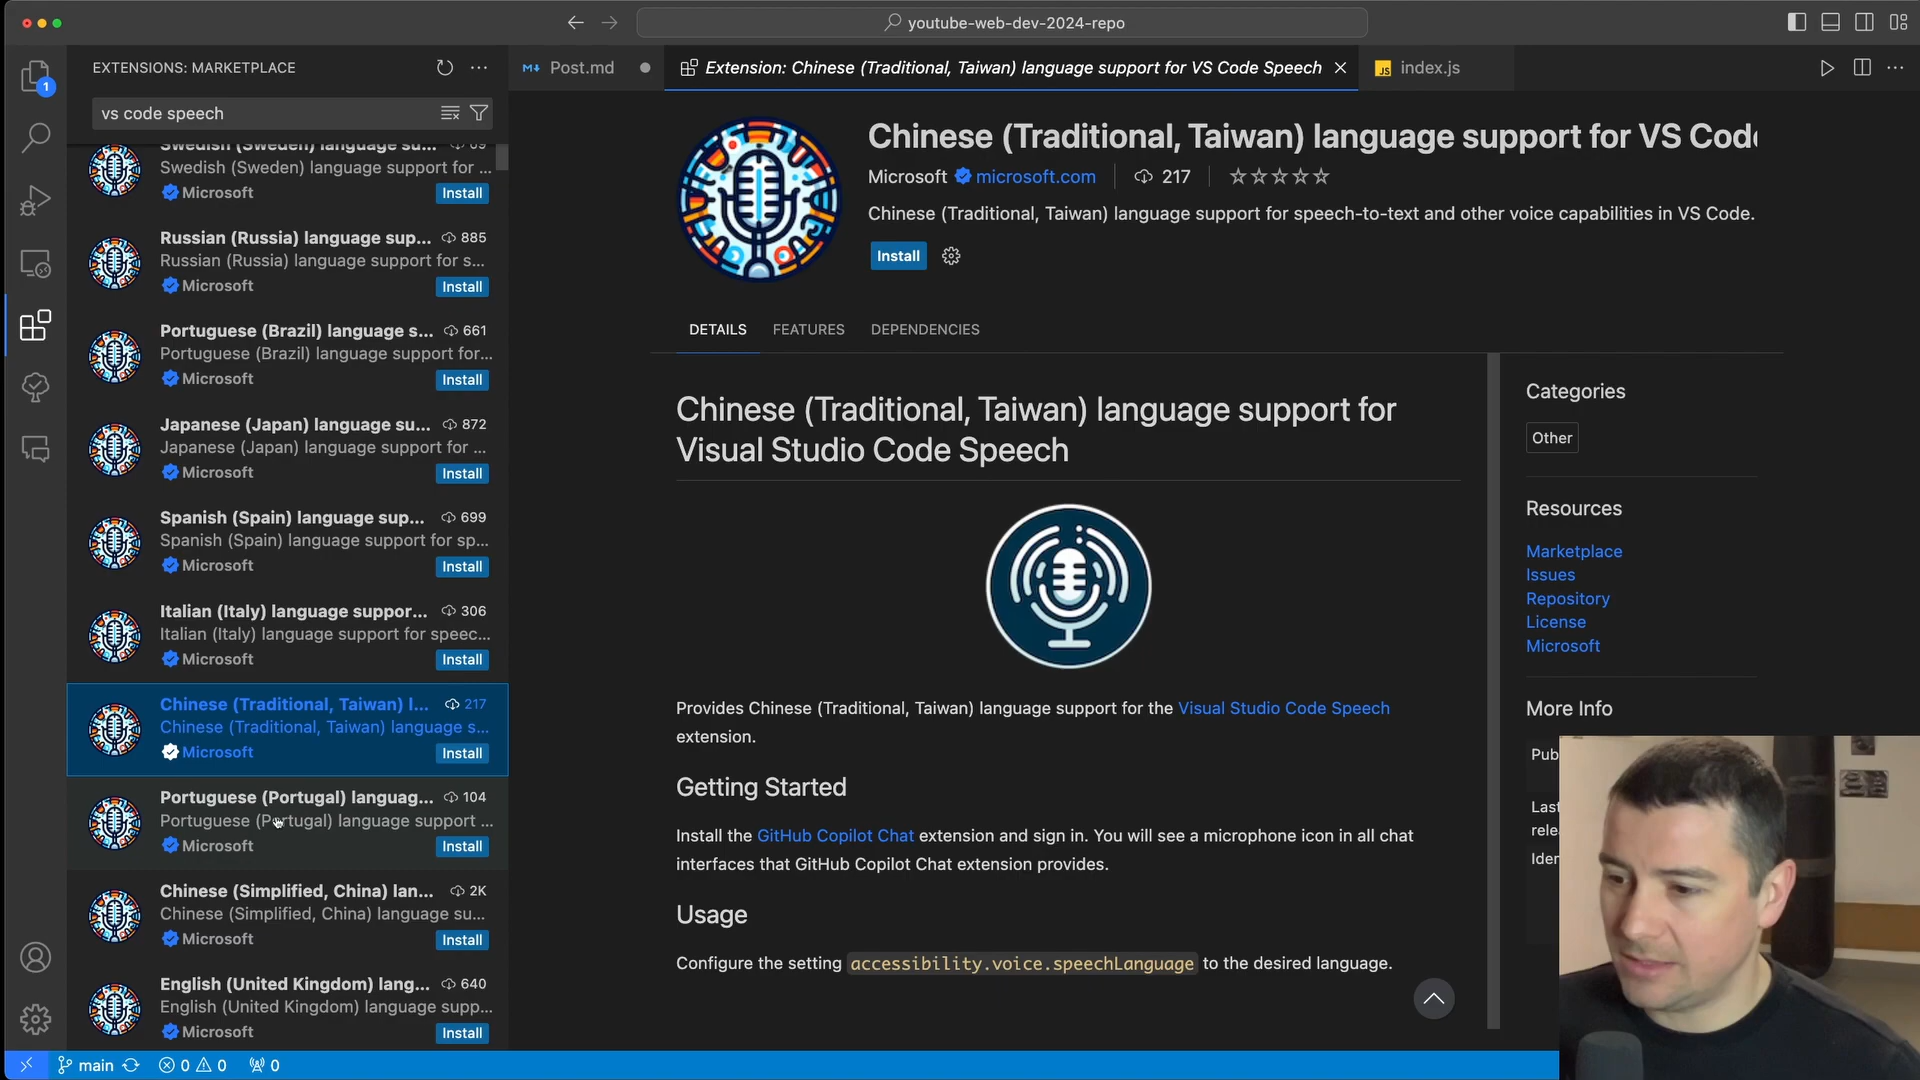 youtube-web-dev-2024-repo
EXTENSIONS: MARKETPLACE
vs code speech
Swedish (Sweden) language su... 69
Swedish (Sweden) language support for ...
Microsoft Install
Russian (Russia) language sup... 885
Russian (Russia) language support for s...
Microsoft Install
Portuguese (Brazil) language s... 661
Portuguese (Brazil) language support for...
Microsoft Install
Japanese (Japan) language su... 872
Japanese (Japan) language support for ...
Microsoft Install
Spanish (Spain) language sup... 699
Spanish (Spain) language support for sp...
Microsoft Install
Italian (Italy) language suppor... 306
Italian (Italy) language support for speec...
Microsoft Install
Chinese (Traditional, Taiwan) l... 217
Chinese (Traditional, Taiwan) language s...
Microsoft Install
Portuguese (Portugal) languag... 104
Portuguese (Portugal) language support ...
Microsoft Install
Chinese (Simplified, China) lan... 2K
Chinese (Simplified, China) language su...
Microsoft Install
English (United Kingdom) lang... 640
English (United Kingdom) language supp...
Microsoft Install
Post.md
Extension: Chinese (Traditional, Taiwan) language support for VS Code Speech
JS index.js
Chinese (Traditional, Taiwan) language support for VS Code
Microsoft microsoft.com 217
Chinese (Traditional, Taiwan) language support for speech-to-text and other voice capabilities in VS Code.
Install
DETAILS FEATURES DEPENDENCIES
Chinese (Traditional, Taiwan) language support for
Visual Studio Code Speech
Provides Chinese (Traditional, Taiwan) language support for the Visual Studio Code Speech
extension.
Getting Started
Install the GitHub Copilot Chat extension and sign in. You will see a microphone icon in all chat
interfaces that GitHub Copilot Chat extension provides.
Usage
Configure the setting accessibility.voice.speechLanguage to the desired language.
Categories
Other
Resources
Marketplace
Issues
Repository
License
Microsoft
More Info
Pub
Last
rele
Iden
1
main 0 0 0